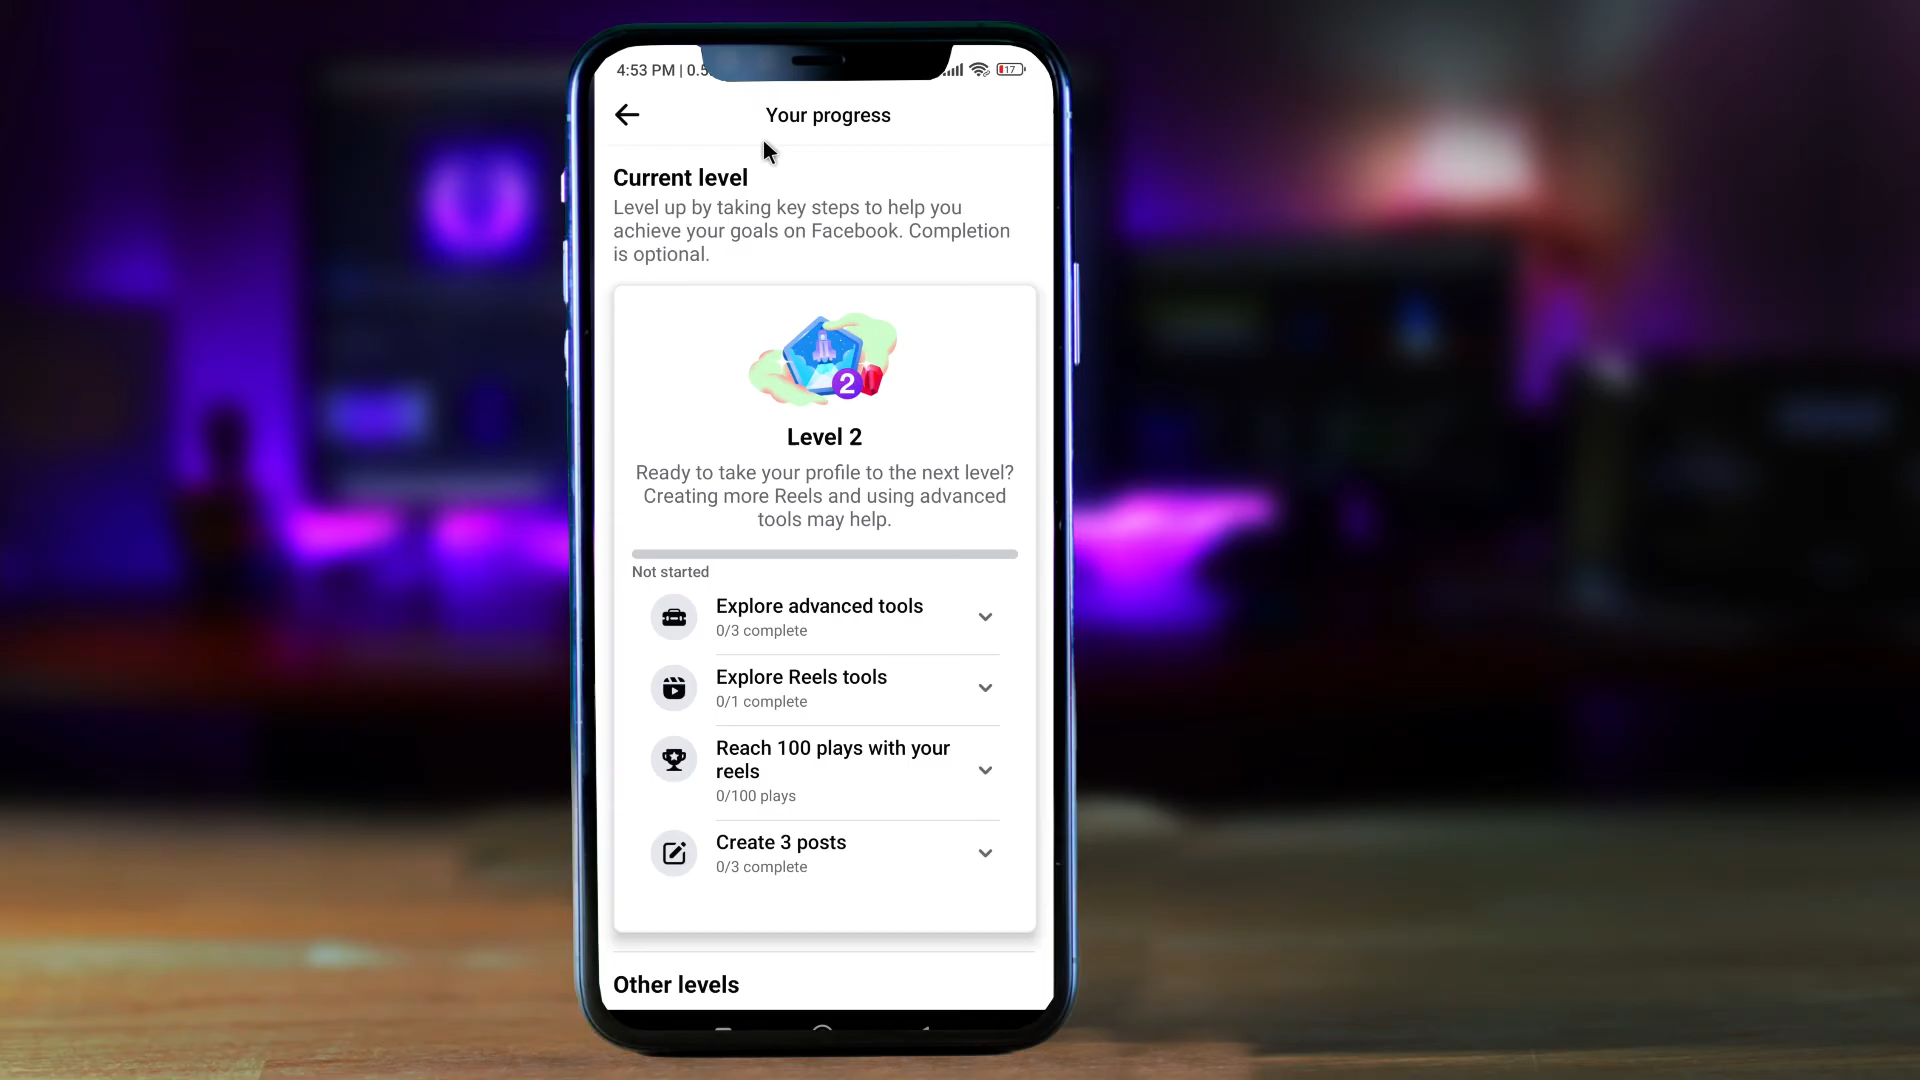 4:53 PM | 0.5
17
Your progress
Current level
Level up by taking key steps to help you
achieve your goals on Facebook. Completion
is optional.
2
Level 2
Ready to take your profile to the next level?
Creating more Reels and using advanced
tools may help.
Not started
Explore advanced tools
0/3 complete
Explore Reels tools
0/1 complete
Reach 100 plays with your
reels
0/100 plays
Create 3 posts
0/3 complete
Other levels